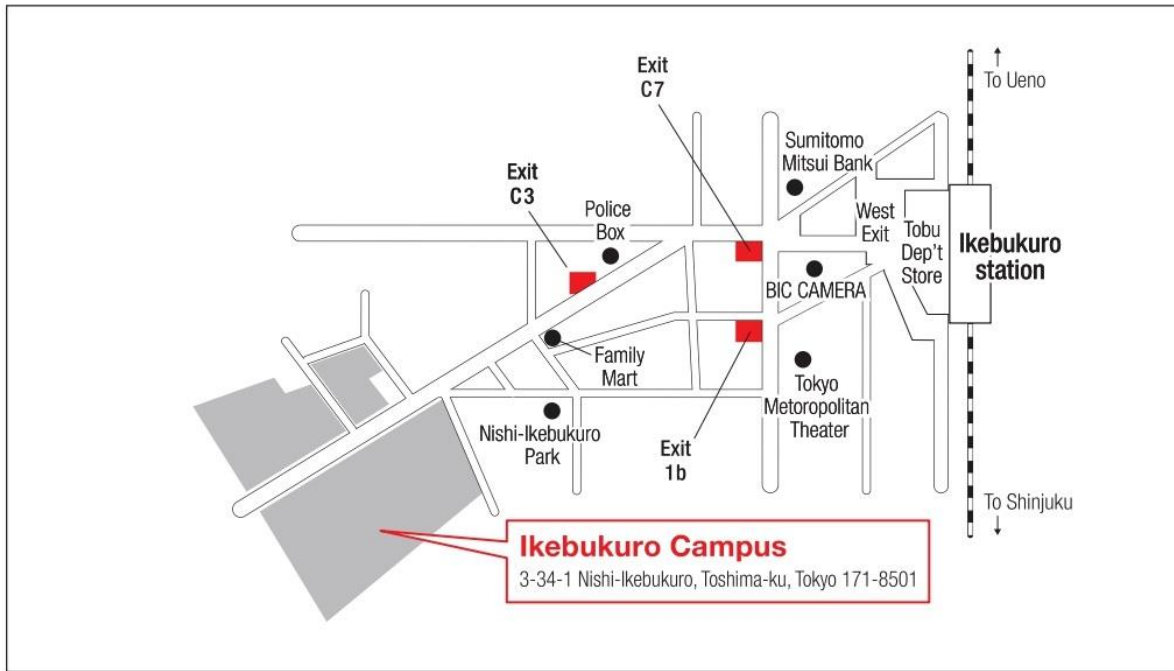 Exit
C7
To Ueno
Sumitomo
Mitsui Bank
Exit
C3
Police
Box
West
Exit
Tobu
Dep't
Store
Ikebukuro
station
BIC CAMERA
Family
Mart
Tokyo
Metoropolitan
Theater
Nishi-Ikebukuro
Park
Exit
1b
To Shinjuku
Ikebukuro Campus
3-34-1 Nishi-Ikebukuro, Toshima-ku, Tokyo 171-8501